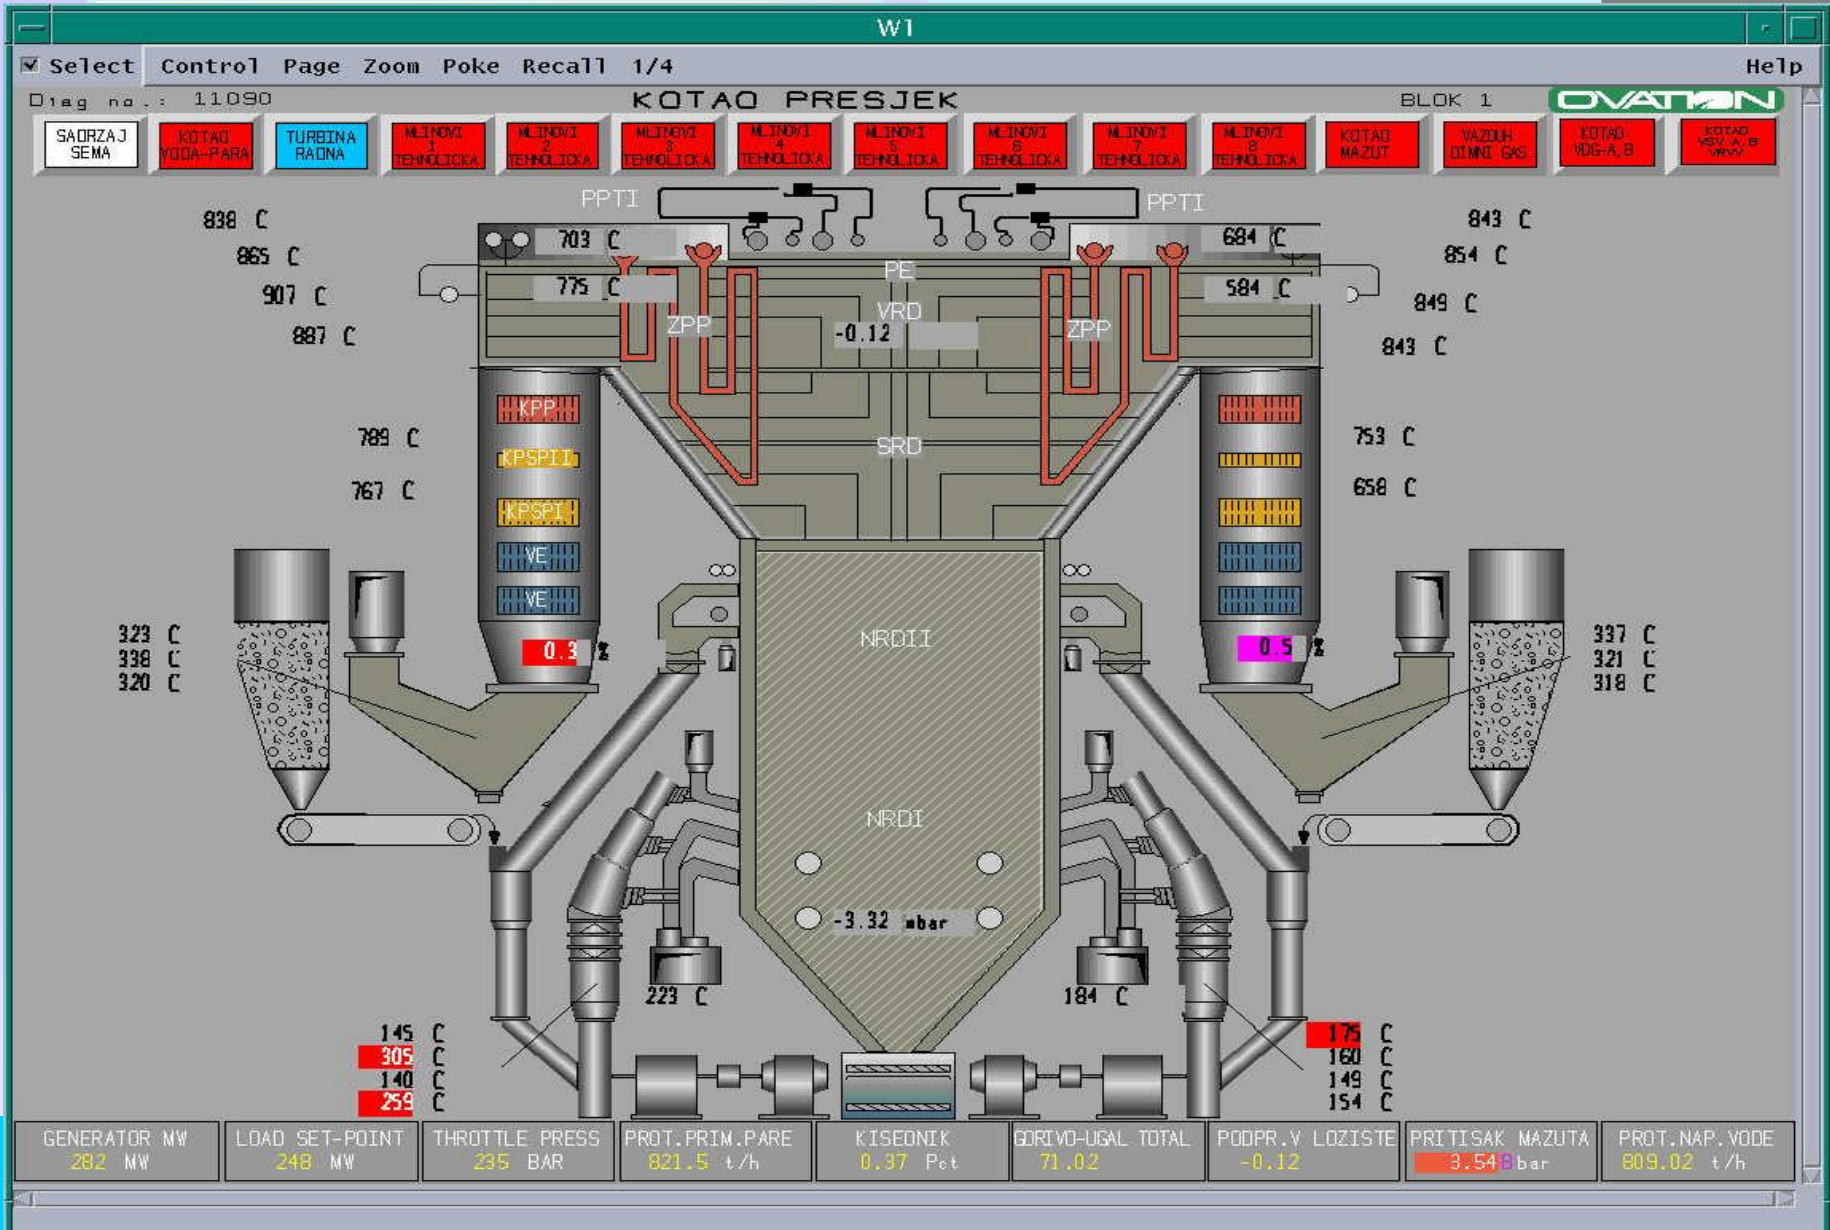 W1
Select Control Page Zoom Poke Recall 1/4 Help
Diag no.: 11090 KOTAO PRESJEK BLOK 1 OVATION
SADRZAJ
SEMA
KOTAO
VODA-PARA
TURBINA
RADNA
MLINOVI
1
TEHNOLICKA
MLINOVI
2
TEHNOLICKA
MLINOVI
3
TEHNOLICKA
MLINOVI
4
TEHNOLICKA
MLINOVI
5
TEHNOLICKA
MLINOVI
6
TEHNOLICKA
MLINOVI
7
TEHNOLICKA
MLINOVI
8
TEHNOLICKA
KOTAO
MAZUT
VAZDUH
DIMNI GAS
KOTAO
VDG-A,B
KOTAO
VSV A,B
VRVV
PPTI PPTI
838 C 843 C
703 C 684 C
865 C 854 C
PE
775 C 584 C
907 C 849 C
VRD
ZPP ZPP
-0.12
887 C 843 C
KPP
789 C 753 C
SRD
KPSPII
767 C 658 C
KPSPI
VE
VE
323 C 337 C
NRDII
0.3 % 0.5 %
338 C 321 C
320 C 318 C
NRDI
-3.32 mbar
223 C 184 C
145 C 175 C
305 C 160 C
140 C 149 C
259 C 154 C
GENERATOR MW
282 MW
LOAD SET-POINT
248 MW
THROTTLE PRESS
235 BAR
PROT.PRIM.PARE
821.5 t/h
KISEONIK
0.37 Pct
GORIVO-UGAL TOTAL
71.02
PODPR.V LOZISTE
-0.12
PRITISAK MAZUTA
3.54B bar
PROT.NAP.VODE
809.02 t/h